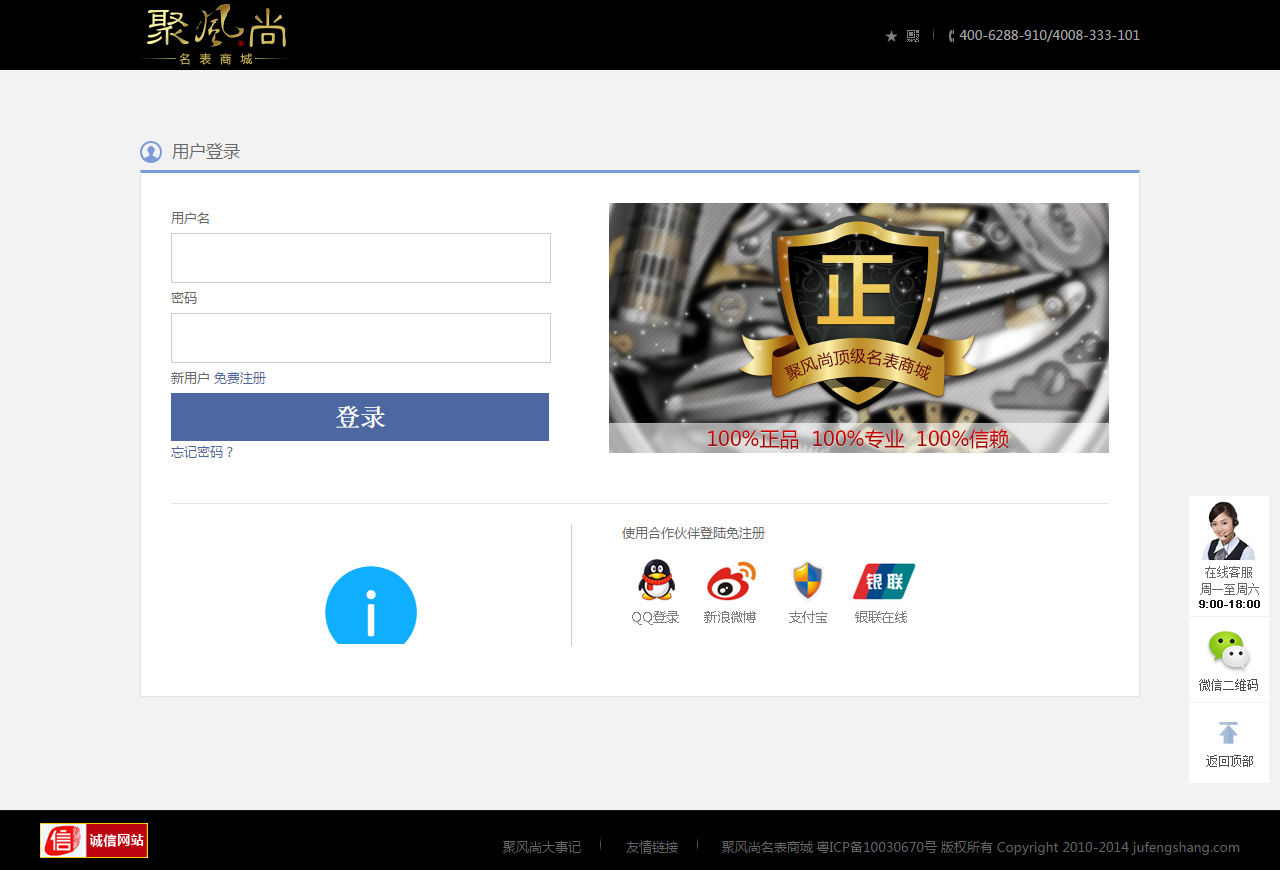 聚風尚
名表商城
400-6288-910/4008-333-101
用户登录
用户名
密码
新用户 免费注册
登录
忘记密码？
正
聚风尚顶级名表商城
100%正品 100%专业 100%信赖
使用合作伙伴登陆免注册
QQ登录
新浪微博
支付宝
银联
银联在线
在线客服
周一至周六
9:00-18:00
微信二维码
返回顶部
信 诚信网站
聚风尚大事记
友情链接
聚风尚名表商城 粤ICP备10030670号 版权所有 Copyright 2010-2014 jufengshang.com